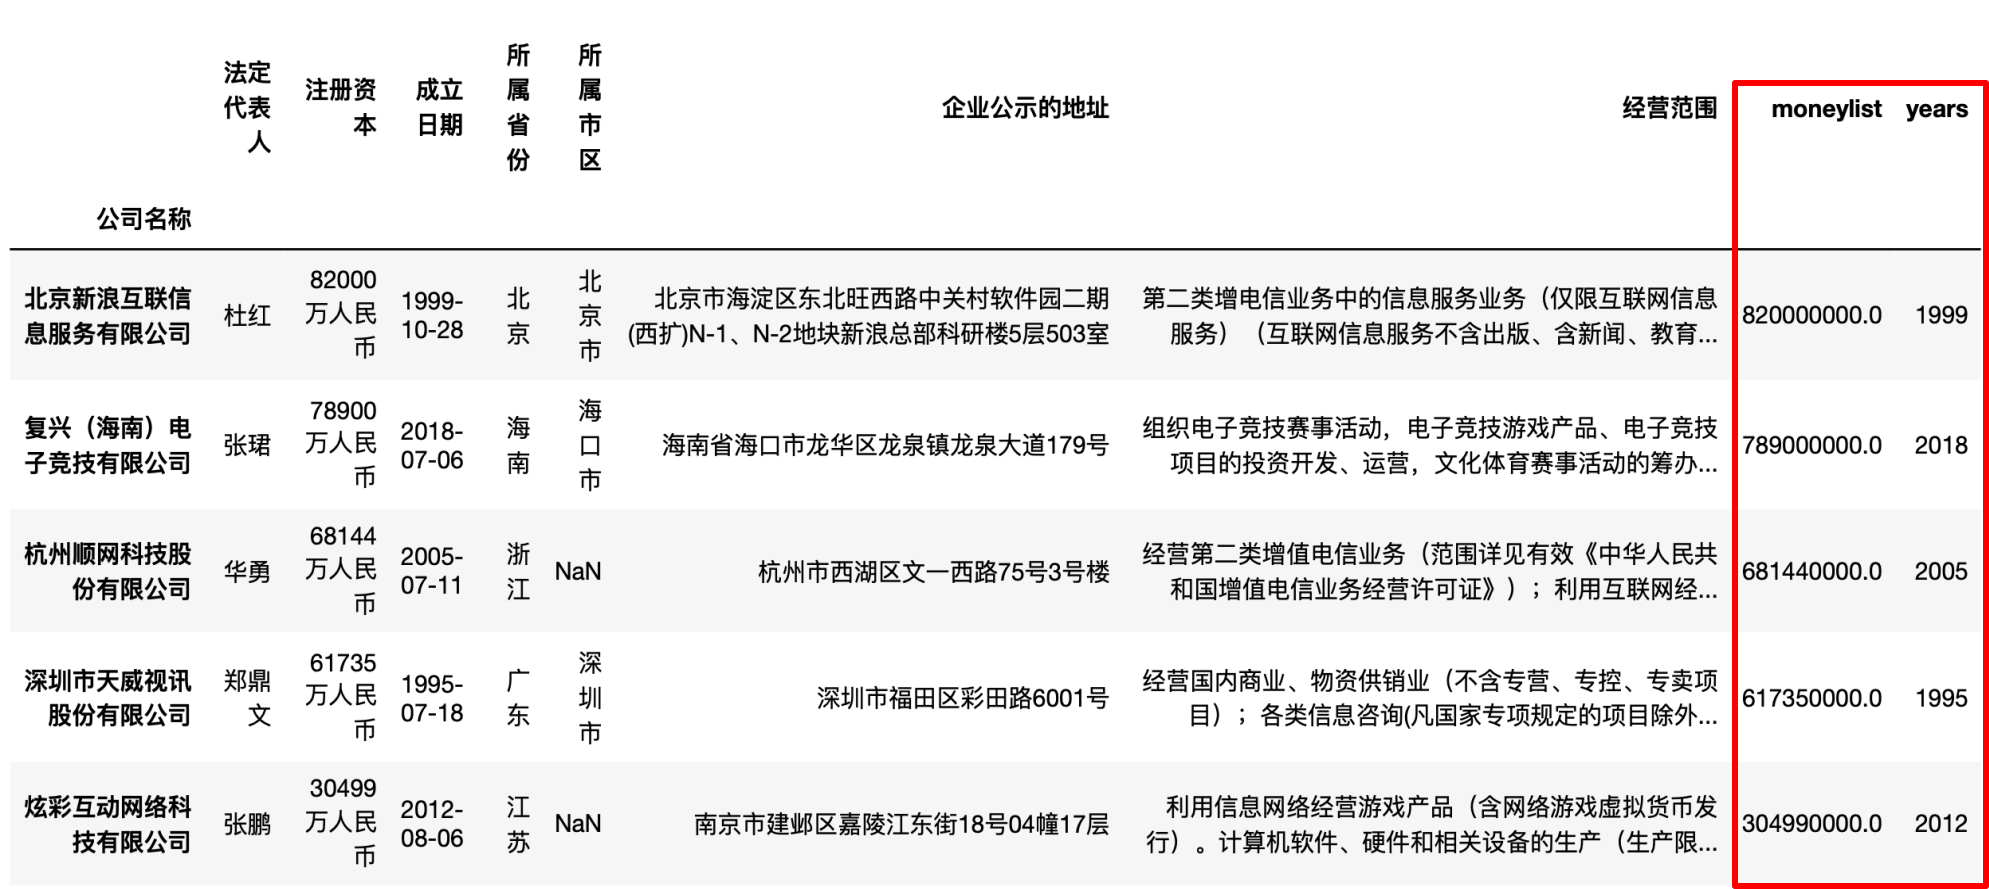 法定代表人 注册资本 成立日期 所属省份 所属市区 企业公示的地址 经营范围 moneylist years
公司名称
北京新浪互联信息服务有限公司 杜红 82000万人民币 1999-10-28 北京 北京市 北京市海淀区东北旺西路中关村软件园二期(西扩)N-1、N-2地块新浪总部科研楼5层503室 第二类增电信业务中的信息服务业务（仅限互联网信息服务）（互联网信息服务不含出版、含新闻、教育... 820000000.0 1999
复兴（海南）电子竞技有限公司 张珺 78900万人民币 2018-07-06 海南 海口市 海南省海口市龙华区龙泉镇龙泉大道179号 组织电子竞技赛事活动，电子竞技游戏产品、电子竞技项目的投资开发、运营，文化体育赛事活动的筹办... 789000000.0 2018
杭州顺网科技股份有限公司 华勇 68144万人民币 2005-07-11 浙江 NaN 杭州市西湖区文一西路75号3号楼 经营第二类增值电信业务（范围详见有效《中华人民共和国增值电信业务经营许可证》）；利用互联网经... 681440000.0 2005
深圳市天威视讯股份有限公司 郑鼎文 61735万人民币 1995-07-18 广东 深圳市 深圳市福田区彩田路6001号 经营国内商业、物资供销业（不含专营、专控、专卖项目）；各类信息咨询(凡国家专项规定的项目除外... 617350000.0 1995
炫彩互动网络科技有限公司 张鹏 30499万人民币 2012-08-06 江苏 NaN 南京市建邺区嘉陵江东街18号04幢17层 利用信息网络经营游戏产品（含网络游戏虚拟货币发行）。计算机软件、硬件和相关设备的生产（生产限... 304990000.0 2012